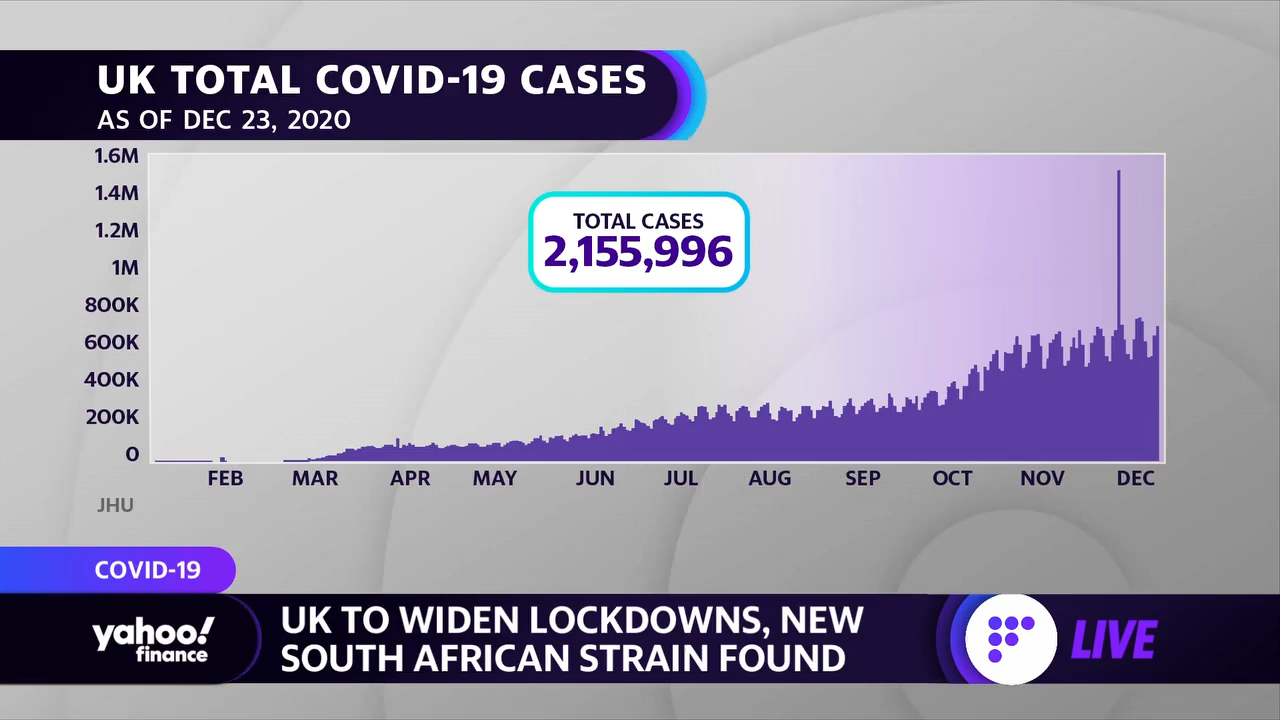 UK TOTAL COVID-19 CASES
AS OF DEC 23, 2020
1.6M
1.4M
1.2M
1M
800K
600K
400K
200K
0
TOTAL CASES
2,155,996
FEB MAR APR MAY JUN JUL AUG SEP OCT NOV DEC
JHU
COVID-19
yahoo!
finance
UK TO WIDEN LOCKDOWNS, NEW
SOUTH AFRICAN STRAIN FOUND
LIVE